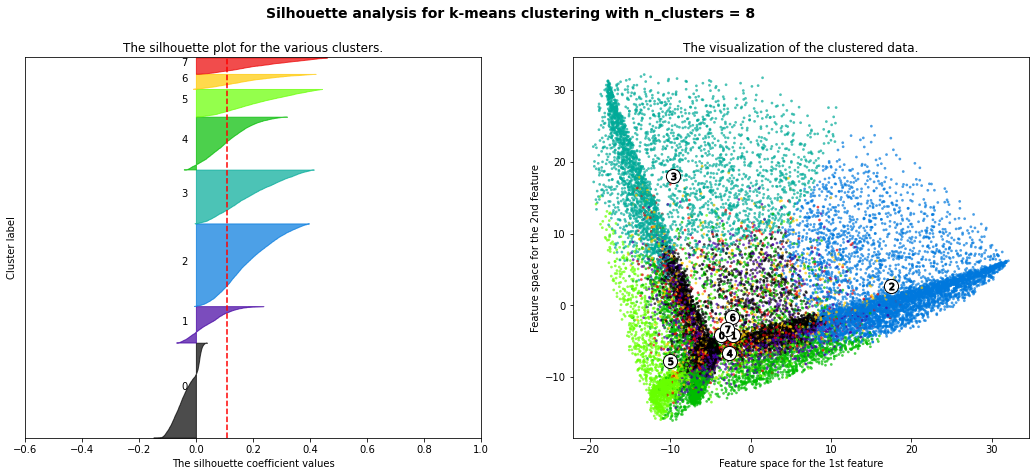 Silhouette analysis for k-means clustering with n_clusters = 8
The silhouette plot for the various clusters.
Cluster label
7
6
5
4
3
2
1
0
−0.6 −0.4 −0.2 0.0 0.2 0.4 0.6 0.8 1.0
The silhouette coefficient values
The visualization of the clustered data.
Feature space for the 2nd feature
30
20
10
0
−10
3
2
6
7
0 1
4
5
−20 −10 0 10 20 30
Feature space for the 1st feature